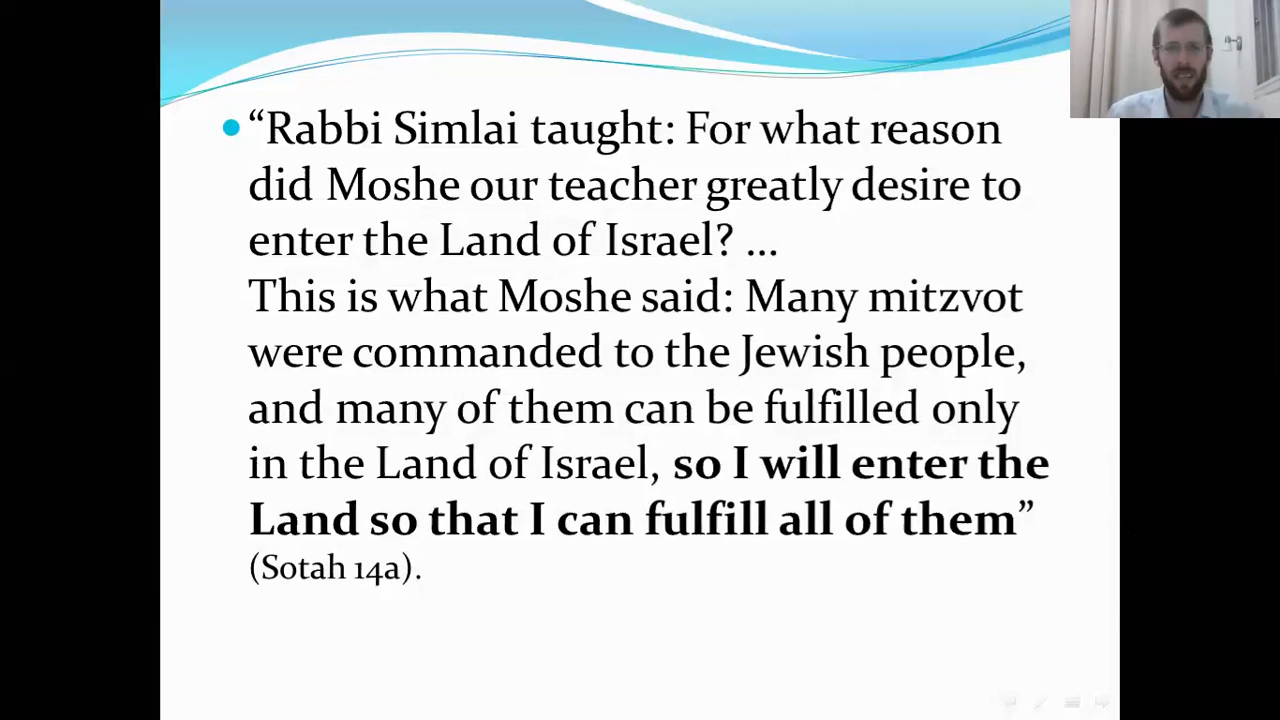 “Rabbi Simlai taught: For what reason
did Moshe our teacher greatly desire to
enter the Land of Israel? ...
This is what Moshe said: Many mitzvot
were commanded to the Jewish people,
and many of them can be fulfilled only
in the Land of Israel, so I will enter the
Land so that I can fulfill all of them”
(Sotah 14a).